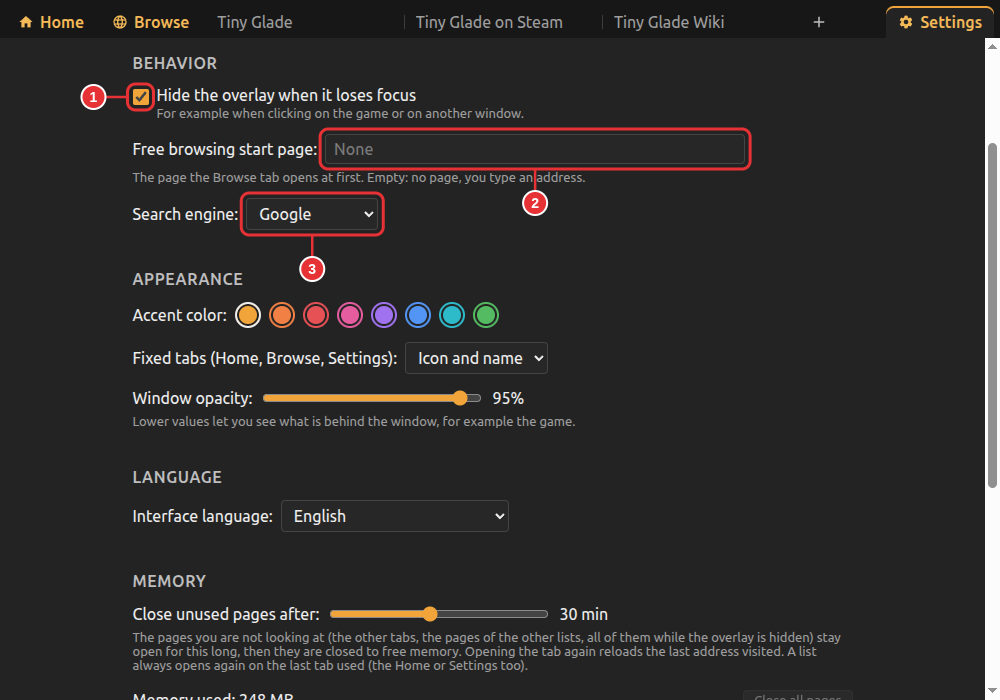 Home Browse Tiny Glade Tiny Glade on Steam Tiny Glade Wiki + Settings
BEHAVIOR
1 Hide the overlay when it loses focus
For example when clicking on the game or on another window.
Free browsing start page: None
The page the Browse tab opens at first. Empty: no page, you type an address.
2
Search engine: Google
3
APPEARANCE
Accent color:
Fixed tabs (Home, Browse, Settings): Icon and name
Window opacity: 95%
Lower values let you see what is behind the window, for example the game.
LANGUAGE
Interface language: English
MEMORY
Close unused pages after: 30 min
The pages you are not looking at (the other tabs, the pages of the other lists, all of them while the overlay is hidden) stay
open for this long, then they are closed to free memory. Opening the tab again reloads the last address visited. A list
always opens again on the last tab used (the Home or Settings too).
Memory used: 248 MB Close all pages